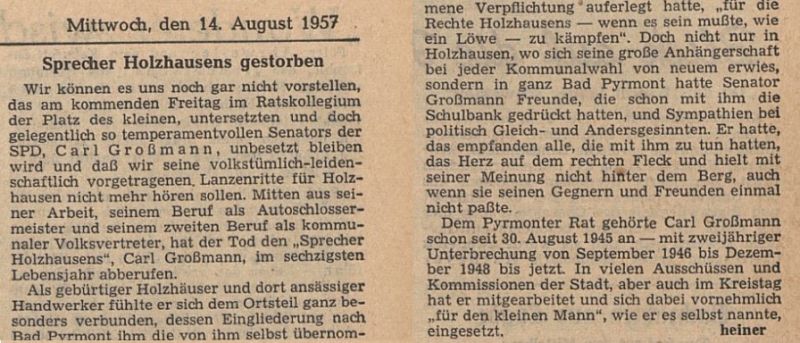 Mittwoch, den 14. August 1957
Sprecher Holzhausens gestorben
Wir können es uns noch gar nicht vorstellen,
das am kommenden Freitag im Ratskollegium
der Platz des kleinen, untersetzten und doch
gelegentlich so temperamentvollen Senators der
SPD, Carl Großmann, unbesetzt bleiben
wird und daß wir seine volkstümlich-leiden-
schaftlich vorgetragenen Lanzenritte für Holz-
hausen nicht mehr hören sollen. Mitten aus sei-
ner Arbeit, seinem Beruf als Autoschlosser-
meister und seinem zweiten Beruf als kommu-
naler Volksvertreter, hat der Tod den „Sprecher
Holzhausens“, Carl Großmann, im sechzigsten
Lebensjahr abberufen.
Als gebürtiger Holzhäuser und dort ansässiger
Handwerker fühlte er sich dem Ortsteil ganz be-
sonders verbunden, dessen Eingliederung nach
Bad Pyrmont ihm die von ihm selbst übernom-
mene Verpflichtung auferlegt hatte, „für die
Rechte Holzhausens — wenn es sein mußte, wie
ein Löwe — zu kämpfen“. Doch nicht nur in
Holzhausen, wo sich seine große Anhängerschaft
bei jeder Kommunalwahl von neuem erwies,
sondern in ganz Bad Pyrmont hatte Senator
Großmann Freunde, die schon mit ihm die
Schulbank gedrückt hatten, und Sympathien bei
politisch Gleich- und Andersgesinnten. Er hatte,
das empfanden alle, die mit ihm zu tun hatten,
das Herz auf dem rechten Fleck und hielt mit
seiner Meinung nicht hinter dem Berg, auch
wenn sie seinen Gegnern und Freunden einmal
nicht paßte.
Dem Pyrmonter Rat gehörte Carl Großmann
schon seit 30. August 1945 an — mit zweijähriger
Unterbrechung von September 1946 bis Dezem-
ber 1948 bis jetzt. In vielen Ausschüssen und
Kommissionen der Stadt, aber auch im Kreistag
hat er mitgearbeitet und sich dabei vornehmlich
„für den kleinen Mann“, wie er es selbst nannte,
eingesetzt. heiner